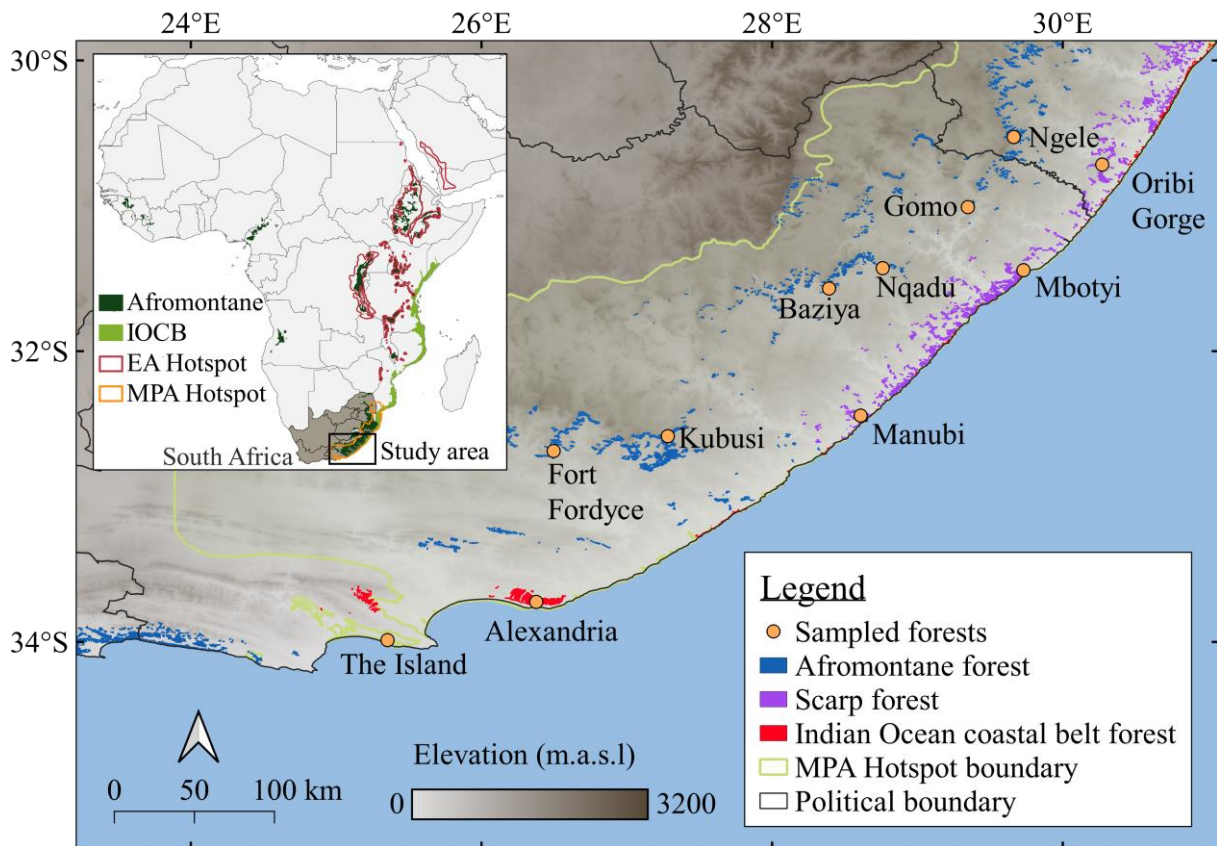 24°E
26°E
28°E
30°E
30°S
32°S
34°S
Afromontane
IOCB
EA Hotspot
MPA Hotspot
South Africa
Study area
Ngele
Oribi
Gorge
Gomo
Nqadu
Mbotyi
Baziya
Manubi
Kubusi
Fort
Fordyce
Alexandria
The Island
0 50 100 km
Elevation (m.a.s.l)
0 3200
Legend
Sampled forests
Afromontane forest
Scarp forest
Indian Ocean coastal belt forest
MPA Hotspot boundary
Political boundary